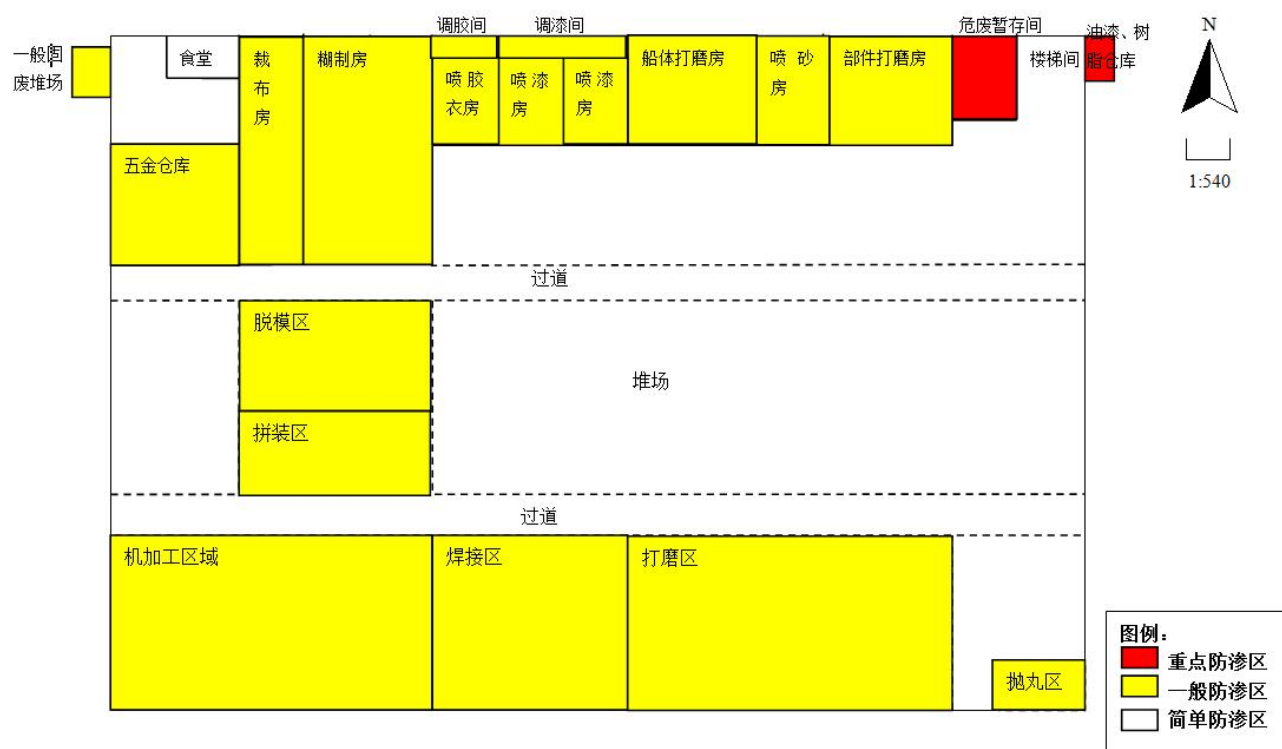 调胶间
调漆间
危废暂存间
油漆、树
脂仓库
N
一般固
废堆场
食堂
裁
布
房
糊制房
喷胶
衣房
喷漆
房
喷漆
房
船体打磨房
喷砂
房
部件打磨房
楼梯间
1:540
五金仓库
过道
脱模区
堆场
拼装区
过道
机加工区域
焊接区
打磨区
抛丸区
图例：
重点防渗区
一般防渗区
简单防渗区